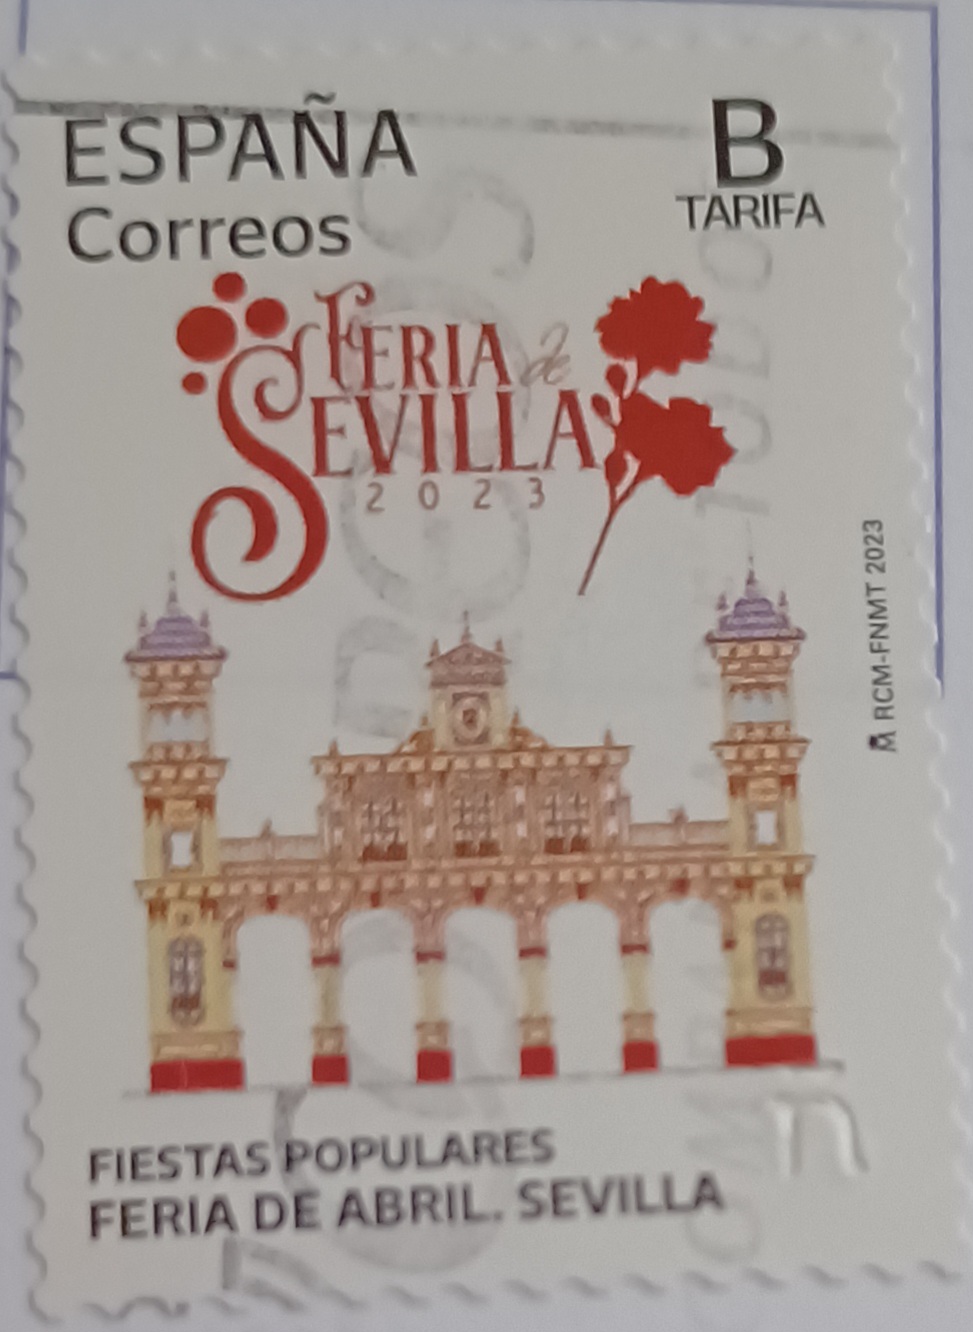 ESPAÑA
Correos
B
TARIFA
FERIA de
SEVILLA
2023
M RCM-FNMT 2023
FIESTAS POPULARES
FERIA DE ABRIL. SEVILLA